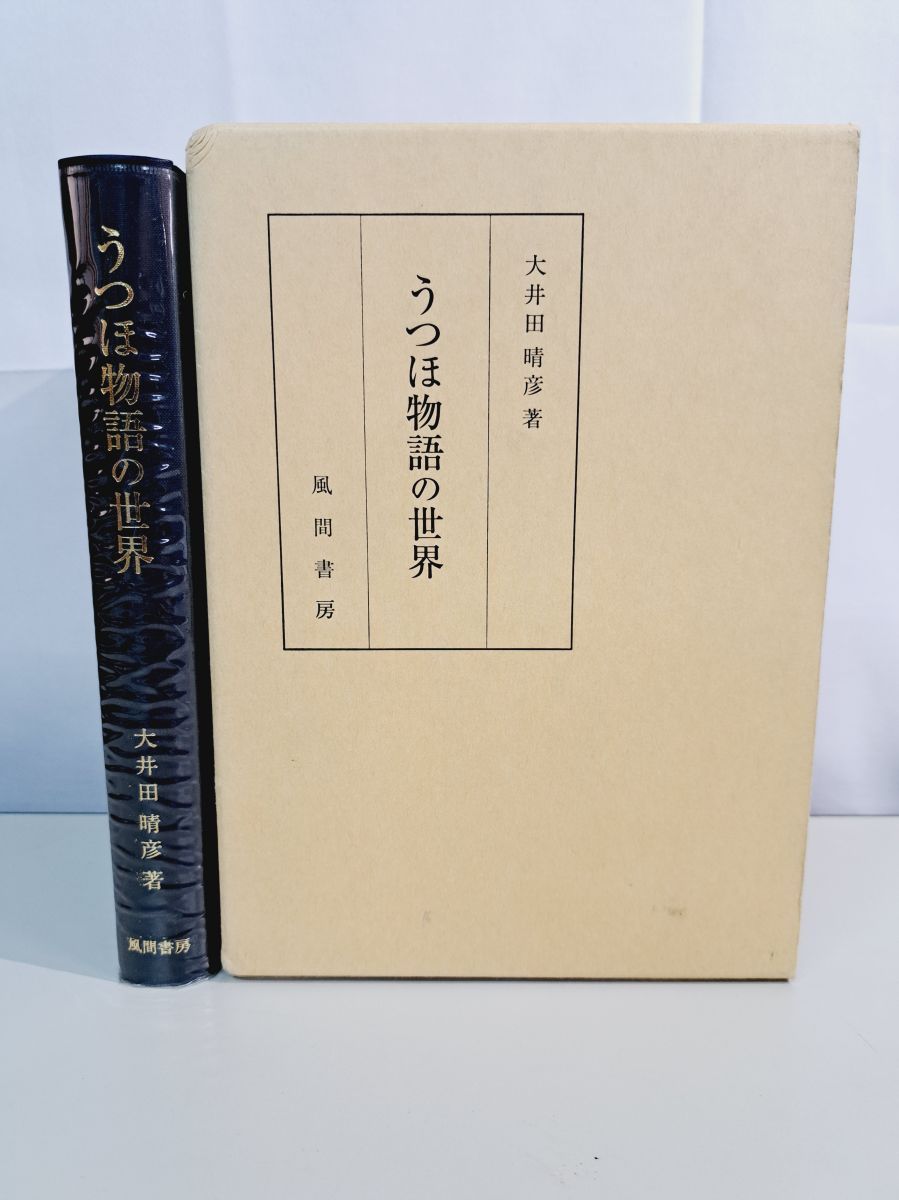 うつほ物語の世界
大井田晴彦著
風間書房
大井田晴彦著
うつほ物語の世界
風間書房